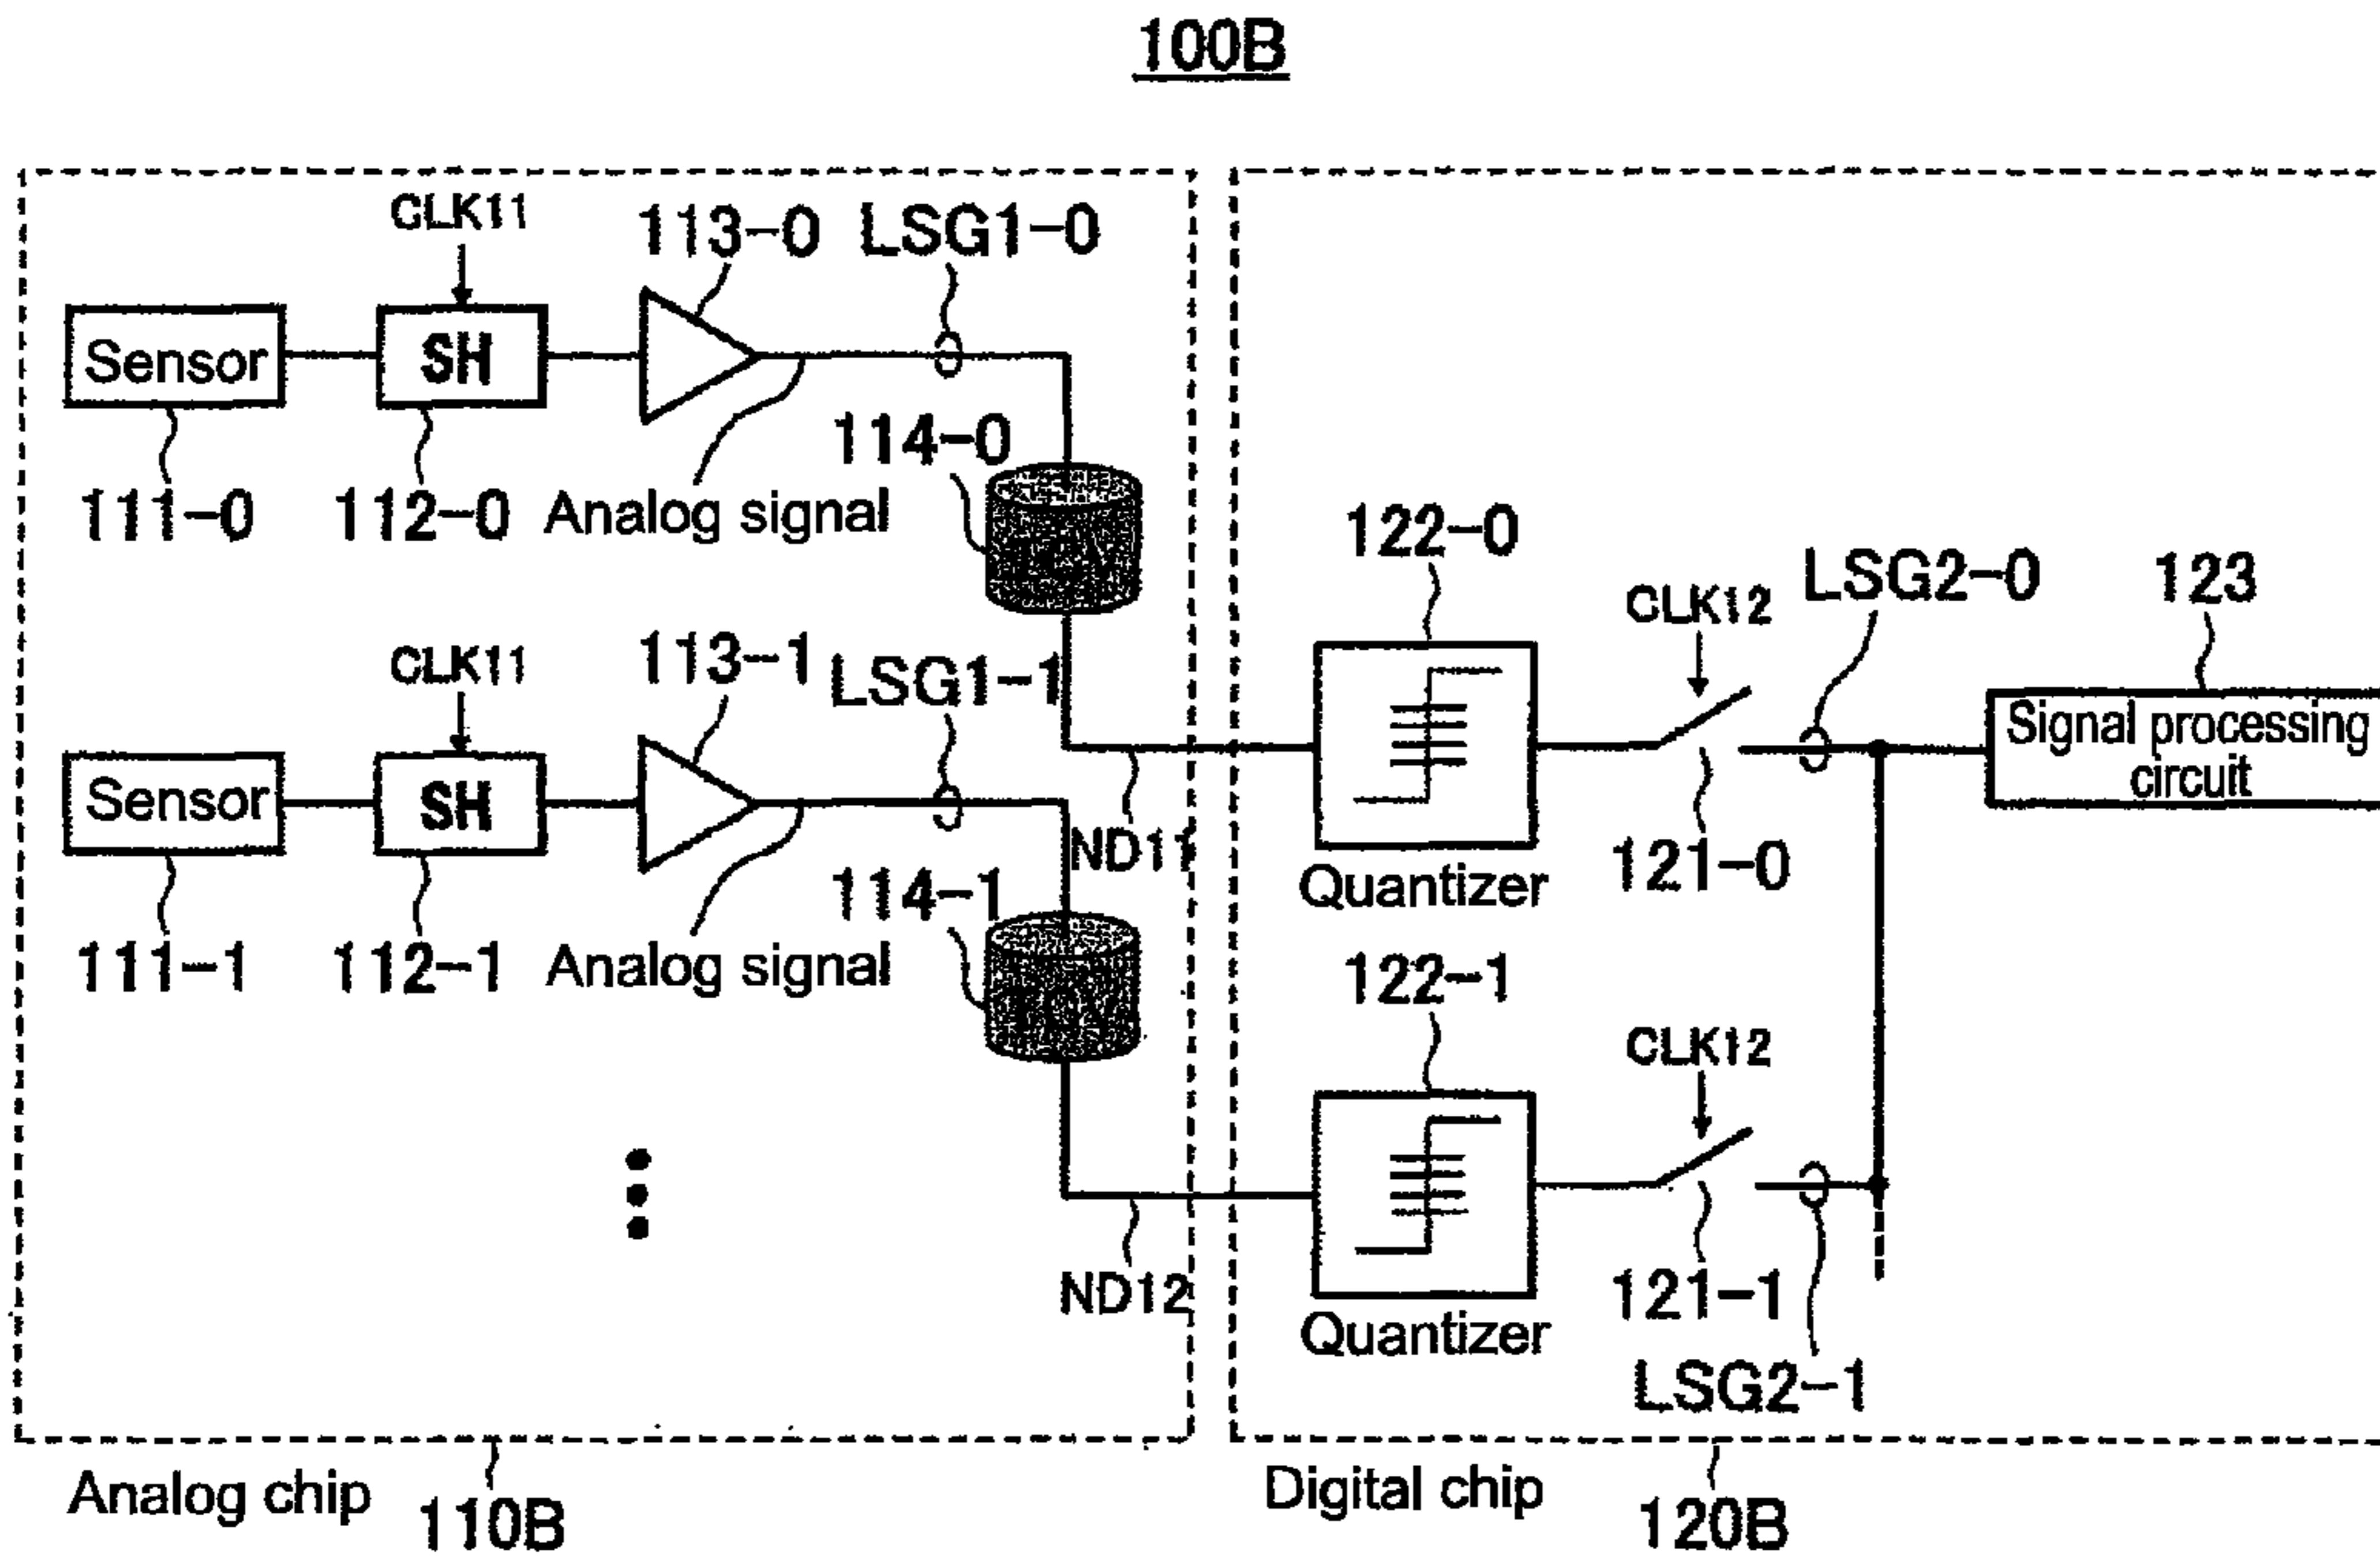 100B
CLK11
113-0
LSG1-0
Sensor
SH
114-0
111-0
112-0
Analog signal
122-0
CLK12
LSG2-0
123
CLK11
113-1
LSG1-1
Signal processing
circuit
Sensor
SH
ND11
121-0
Quantizer
114-1
111-1
112-1
Analog signal
122-1
CLK12
ND12
121-1
Quantizer
LSG2-1
Analog chip
110B
Digital chip
120B